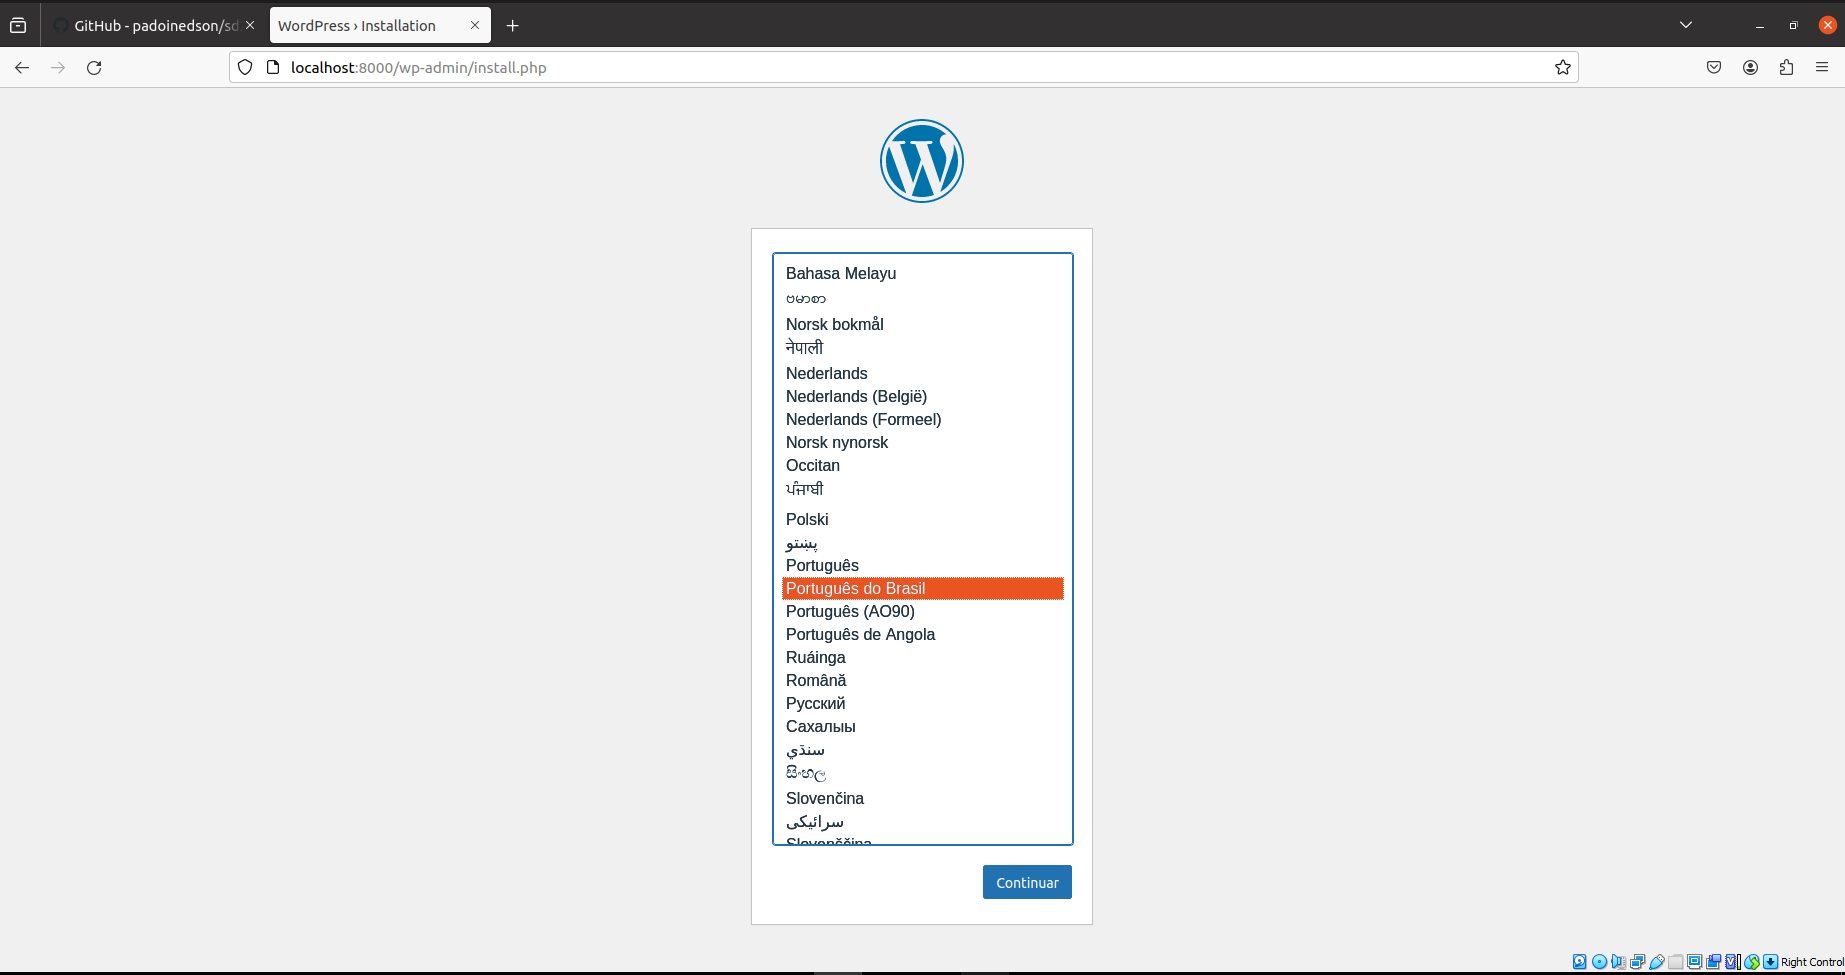 GitHub - padoinedson/sd
WordPress › Installation
localhost:8000/wp-admin/install.php
Bahasa Melayu
ဗမာစာ
Norsk bokmål
नेपाली
Nederlands
Nederlands (België)
Nederlands (Formeel)
Norsk nynorsk
Occitan
ਪੰਜਾਬੀ
Polski
پښتو
Português
Português do Brasil
Português (AO90)
Português de Angola
Ruáinga
Română
Русский
Сахалыы
سنڌي
සිංහල
Slovenčina
سرائیکی
Slovenščina
Continuar
Right Control